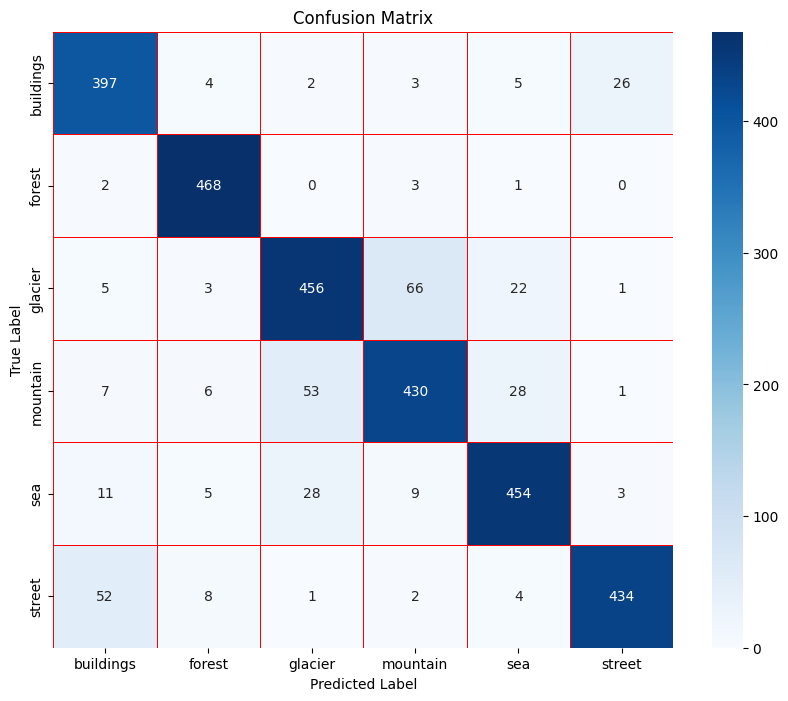 Confusion Matrix
True Label
buildings 397 4 2 3 5 26
forest 2 468 0 3 1 0
glacier 5 3 456 66 22 1
mountain 7 6 53 430 28 1
sea 11 5 28 9 454 3
street 52 8 1 2 4 434
buildings forest glacier mountain sea street
Predicted Label
400
300
200
100
0